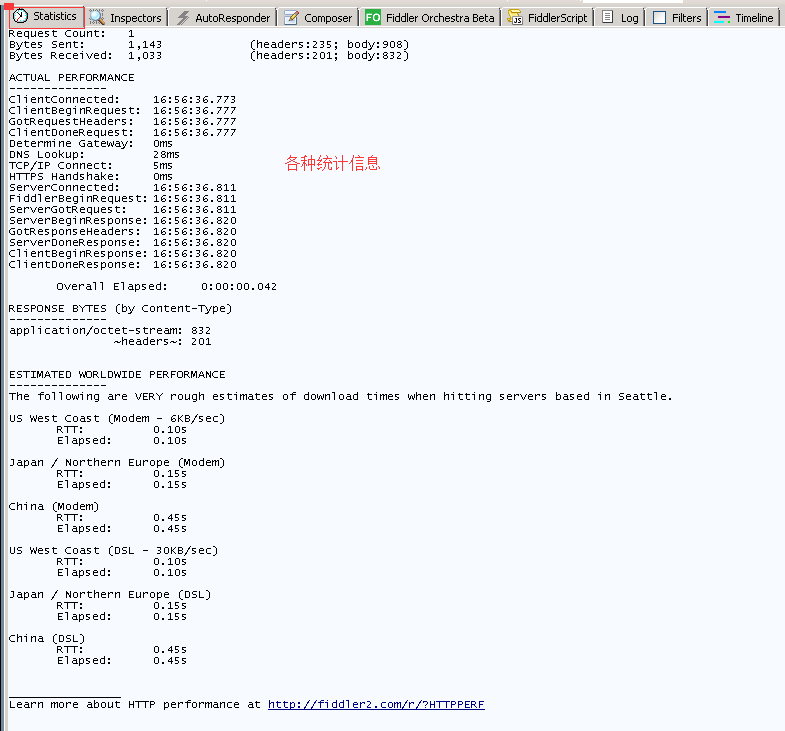 Statistics Inspectors AutoResponder Composer FO Fiddler Orchestra Beta FiddlerScript Log Filters Timeline
Request Count: 1
Bytes Sent: 1,143 (headers:235; body:908)
Bytes Received: 1,033 (headers:201; body:832)
ACTUAL PERFORMANCE
--------------
ClientConnected: 16:56:36.773
ClientBeginRequest: 16:56:36.777
GotRequestHeaders: 16:56:36.777
ClientDoneRequest: 16:56:36.777
Determine Gateway: 0ms
DNS Lookup: 28ms
TCP/IP Connect: 5ms
HTTPS Handshake: 0ms
ServerConnected: 16:56:36.811
FiddlerBeginRequest: 16:56:36.811
ServerGotRequest: 16:56:36.811
ServerBeginResponse: 16:56:36.820
GotResponseHeaders: 16:56:36.820
ServerDoneResponse: 16:56:36.820
ClientBeginResponse: 16:56:36.820
ClientDoneResponse: 16:56:36.820
各种统计信息
Overall Elapsed: 0:00:00.042
RESPONSE BYTES (by Content-Type)
--------------
application/octet-stream: 832
~headers~: 201
ESTIMATED WORLDWIDE PERFORMANCE
--------------
The following are VERY rough estimates of download times when hitting servers based in Seattle.
US West Coast (Modem - 6KB/sec)
RTT: 0.10s
Elapsed: 0.10s
Japan / Northern Europe (Modem)
RTT: 0.15s
Elapsed: 0.15s
China (Modem)
RTT: 0.45s
Elapsed: 0.45s
US West Coast (DSL - 30KB/sec)
RTT: 0.10s
Elapsed: 0.10s
Japan / Northern Europe (DSL)
RTT: 0.15s
Elapsed: 0.15s
China (DSL)
RTT: 0.45s
Elapsed: 0.45s
________________
Learn more about HTTP performance at http://fiddler2.com/r/?HTTPPERF